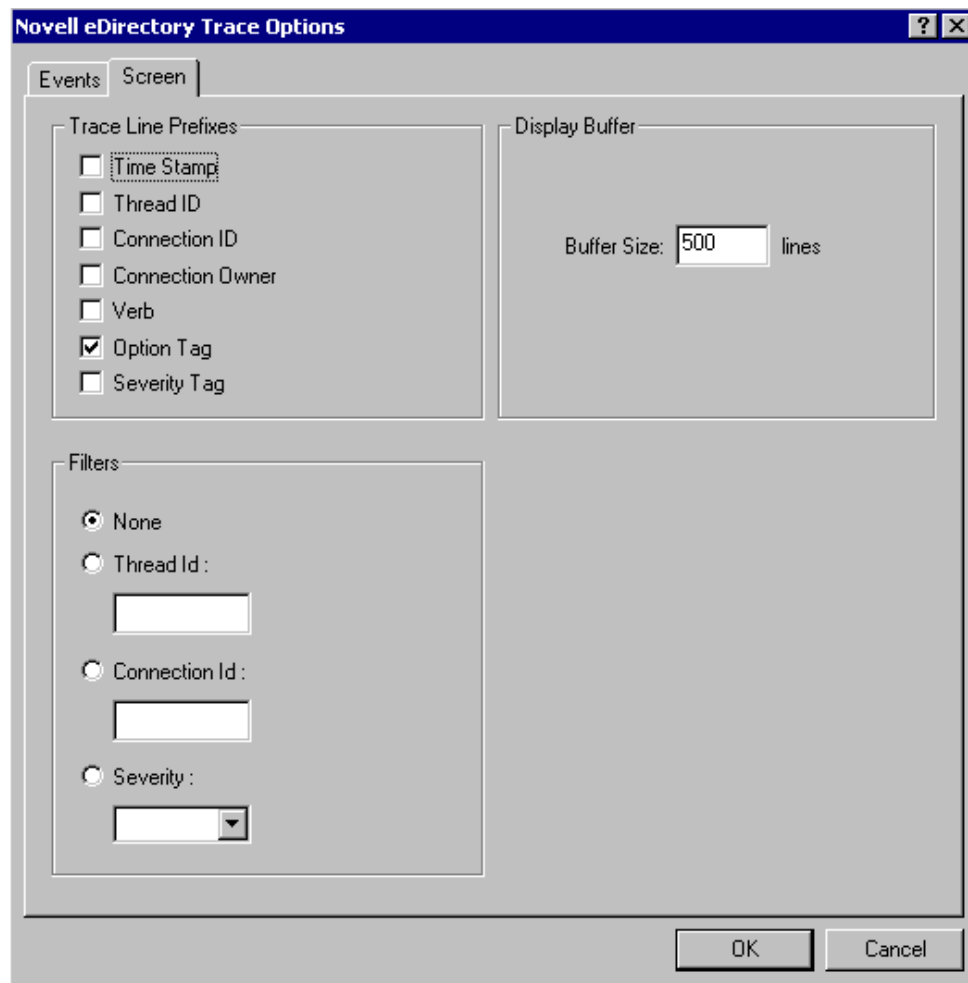 Novell eDirectory Trace Options
Events
Screen
Trace Line Prefixes
Time Stamp
Thread ID
Connection ID
Connection Owner
Verb
Option Tag
Severity Tag
Display Buffer
Buffer Size: 500 lines
Filters
None
Thread Id :
Connection Id :
Severity :
OK
Cancel